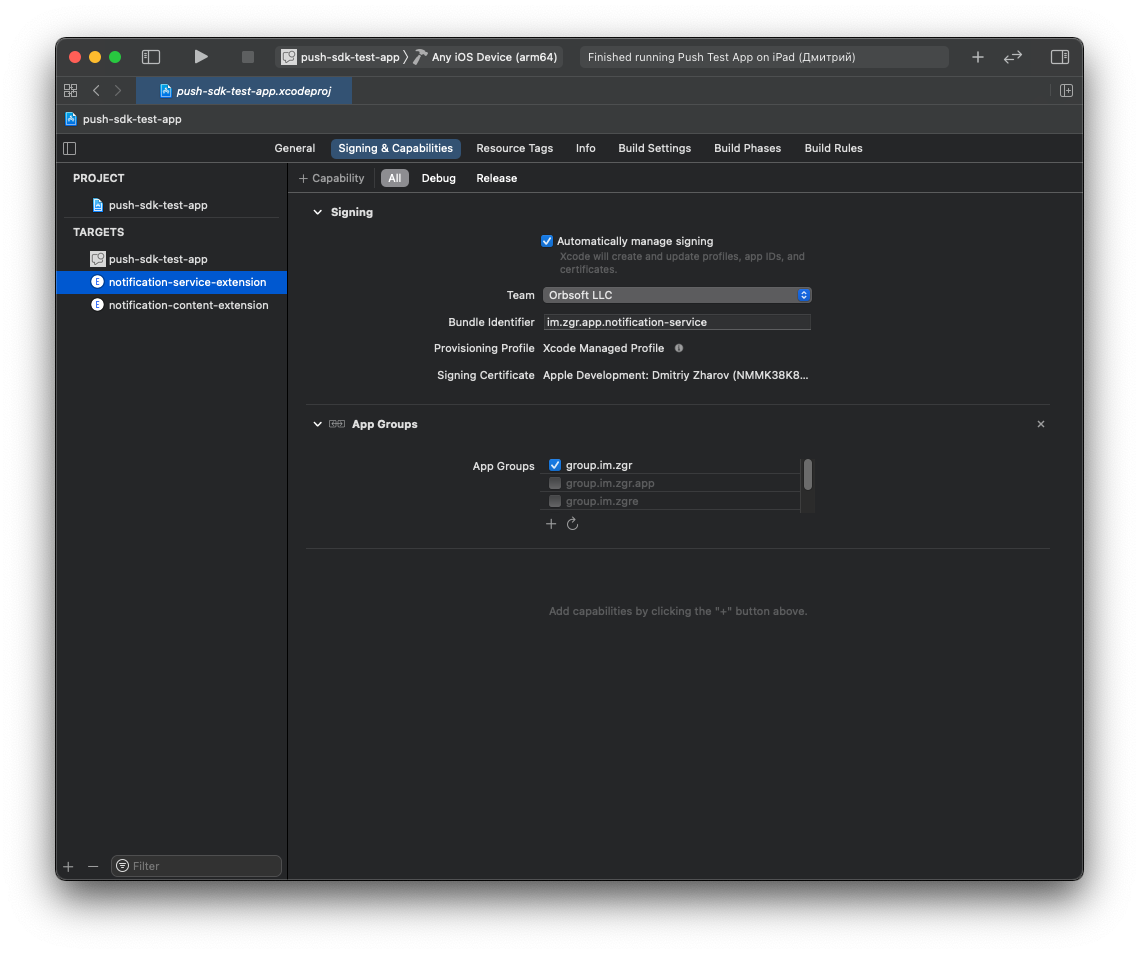 push-sdk-test-app 〉 Any iOS Device (arm64)
Finished running Push Test App on iPad (Дмитрий)
push-sdk-test-app.xcodeproj
push-sdk-test-app
General
Signing & Capabilities
Resource Tags
Info
Build Settings
Build Phases
Build Rules
PROJECT
push-sdk-test-app
TARGETS
push-sdk-test-app
E notification-service-extension
E notification-content-extension
Filter
+ Capability
All
Debug
Release
Signing
Automatically manage signing
Xcode will create and update profiles, app IDs, and
certificates.
Team Orbsoft LLC
Bundle Identifier im.zgr.app.notification-service
Provisioning Profile Xcode Managed Profile
Signing Certificate Apple Development: Dmitriy Zharov (NMMK38K8...
App Groups
App Groups group.im.zgr
group.im.zgr.app
group.im.zgre
Add capabilities by clicking the "+" button above.